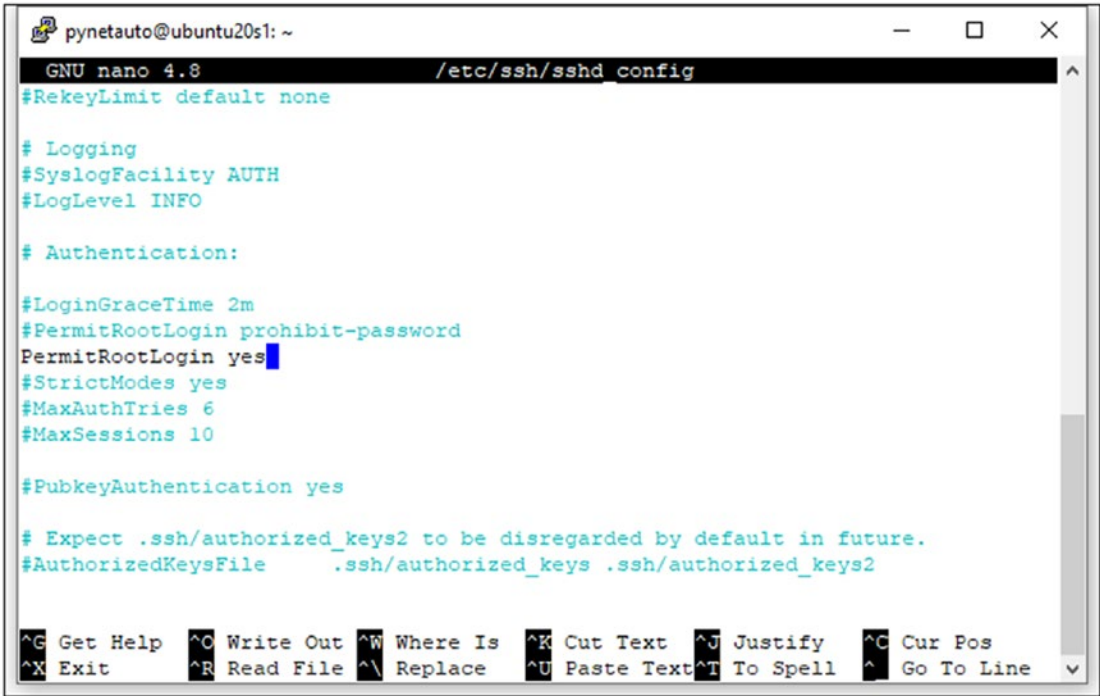 pynetauto@ubuntu20s1: ~
GNU nano 4.8 /etc/ssh/sshd_config
#RekeyLimit default none
# Logging
#SyslogFacility AUTH
#LogLevel INFO
# Authentication:
#LoginGraceTime 2m
#PermitRootLogin prohibit-password
PermitRootLogin yes
#StrictModes yes
#MaxAuthTries 6
#MaxSessions 10
#PubkeyAuthentication yes
# Expect .ssh/authorized_keys2 to be disregarded by default in future.
#AuthorizedKeysFile .ssh/authorized_keys .ssh/authorized_keys2
^G Get Help ^O Write Out ^W Where Is ^K Cut Text ^J Justify ^C Cur Pos
^X Exit ^R Read File ^\ Replace ^U Paste Text^T To Spell ^_ Go To Line